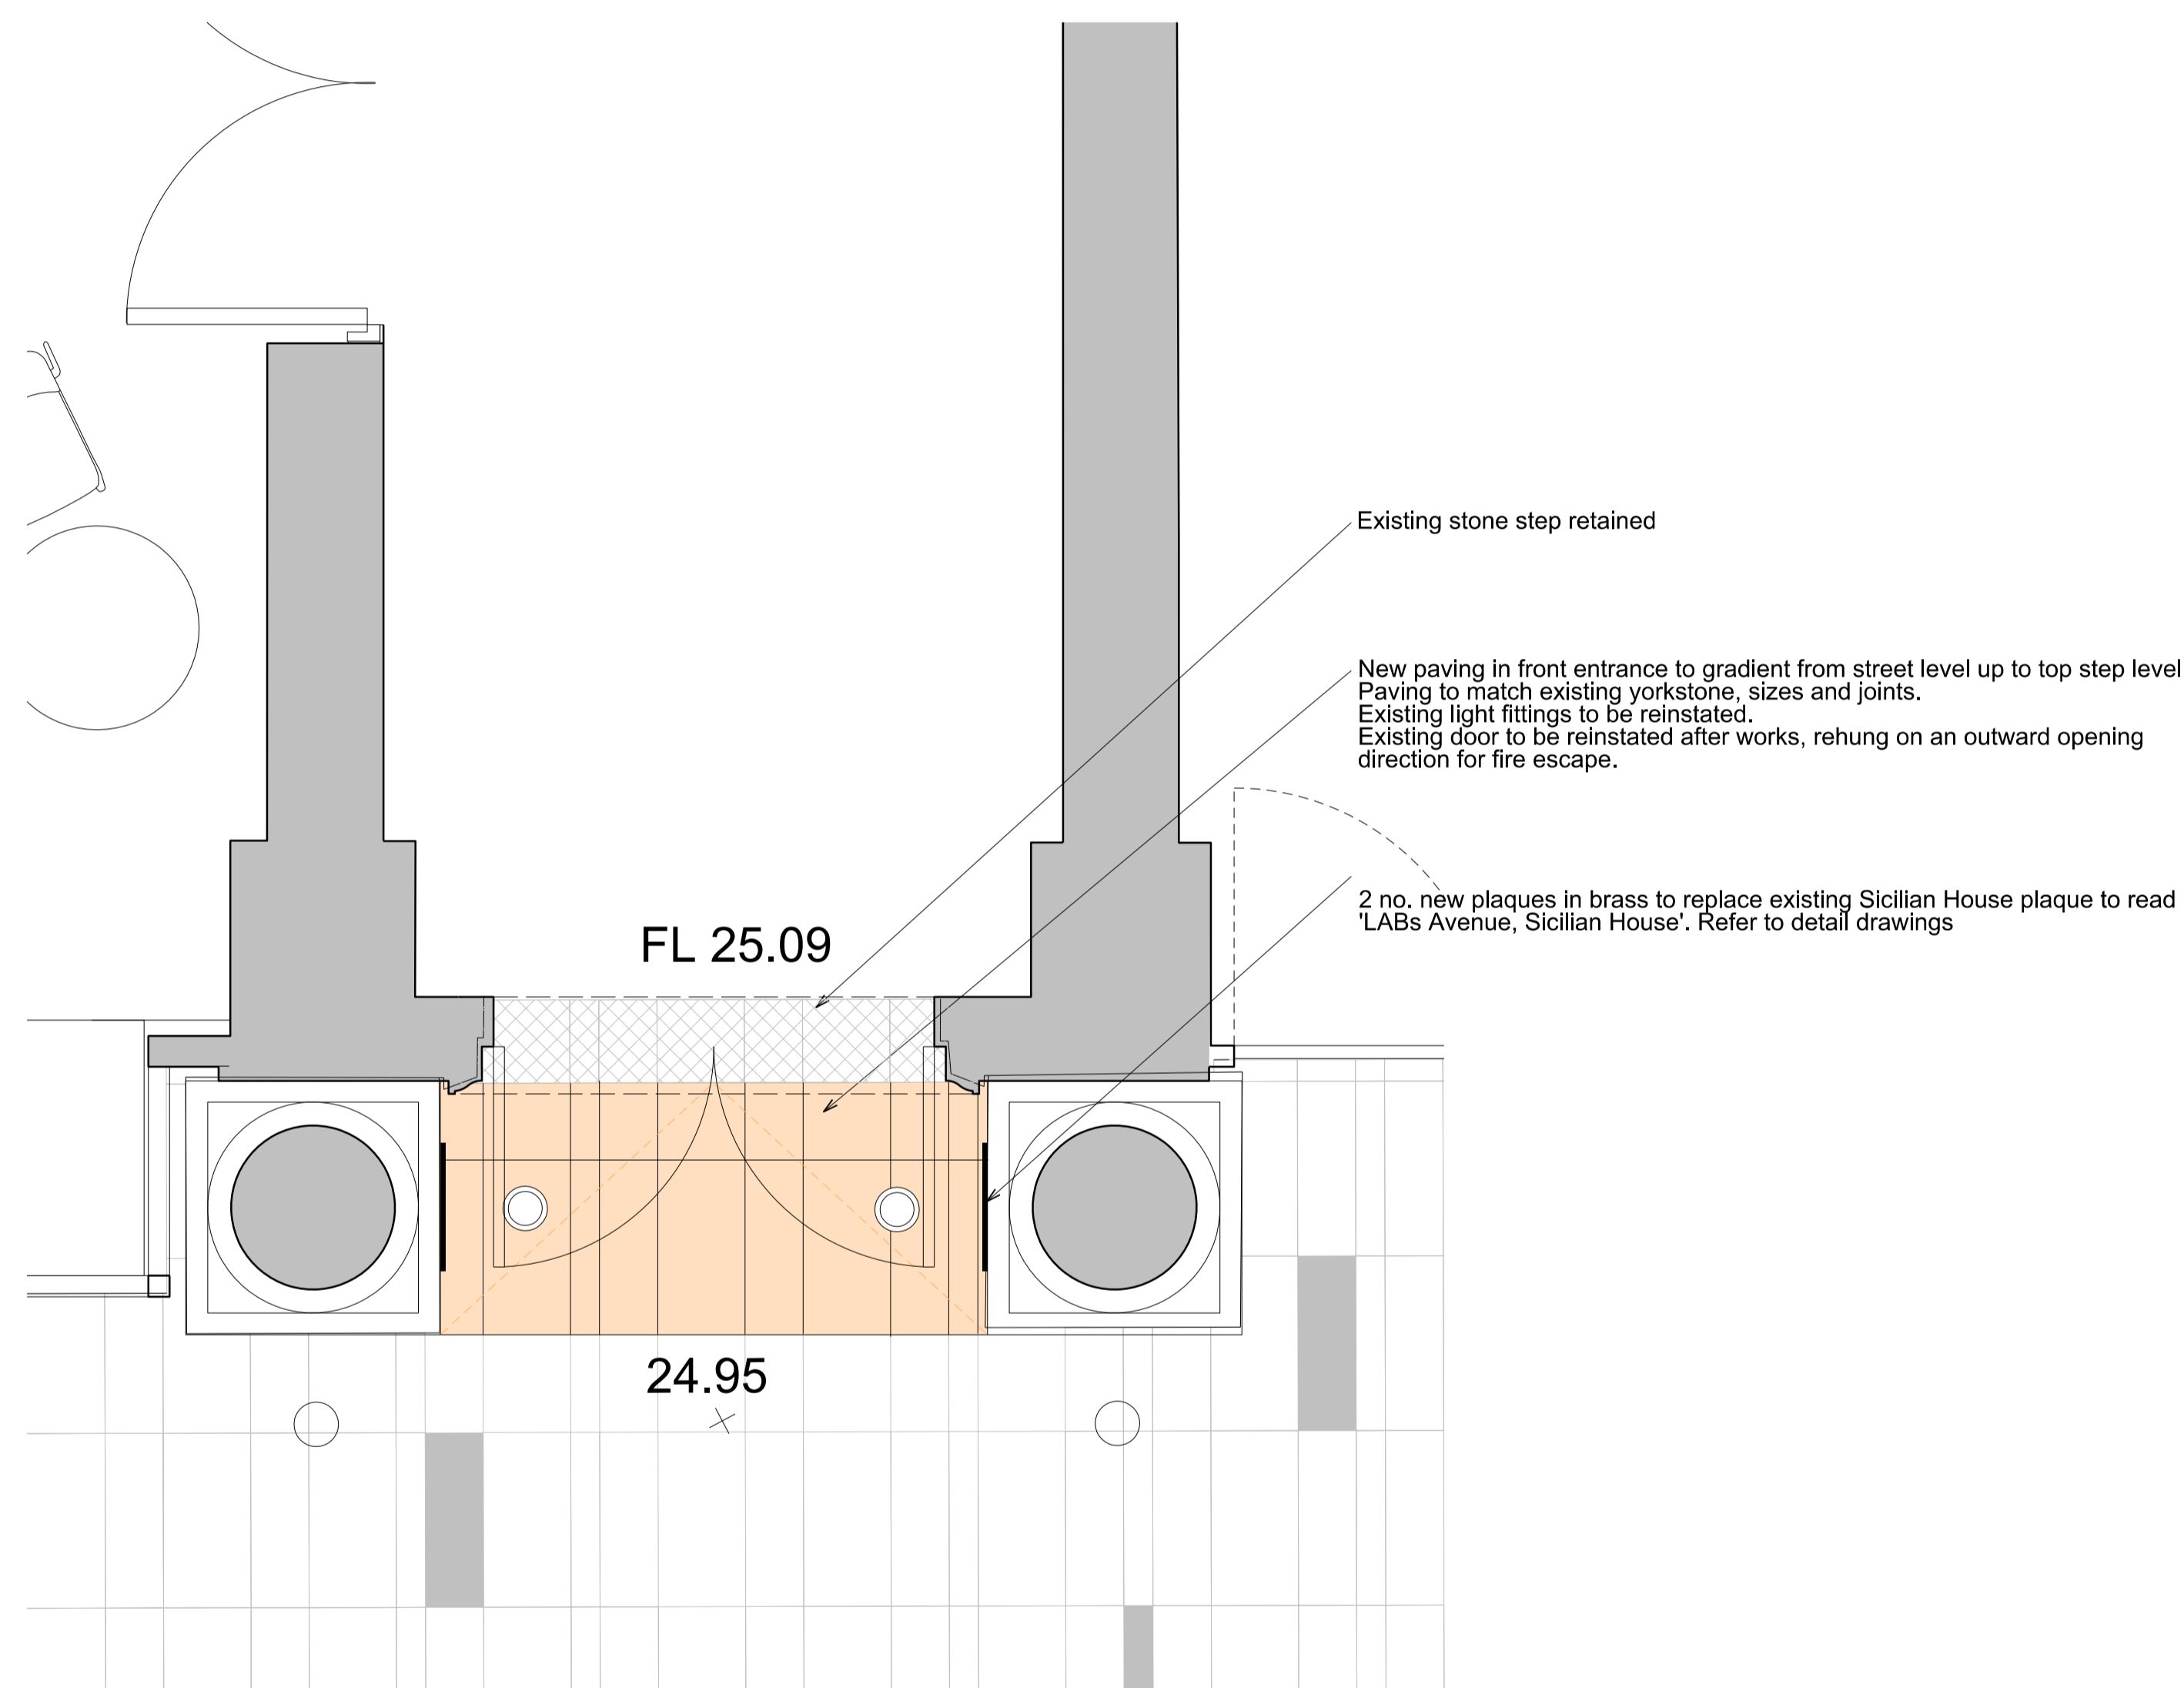 Existing stone step retained
New paving in front entrance to gradient from street level up to top step level
Paving to match existing yorkstone, sizes and joints.
Existing light fittings to be reinstated.
Existing door to be reinstated after works, rehung on an outward opening
direction for fire escape.
2 no. new plaques in brass to replace existing Sicilian House plaque to read
'LABs Avenue, Sicilian House'. Refer to detail drawings
FL 25.09
24.95